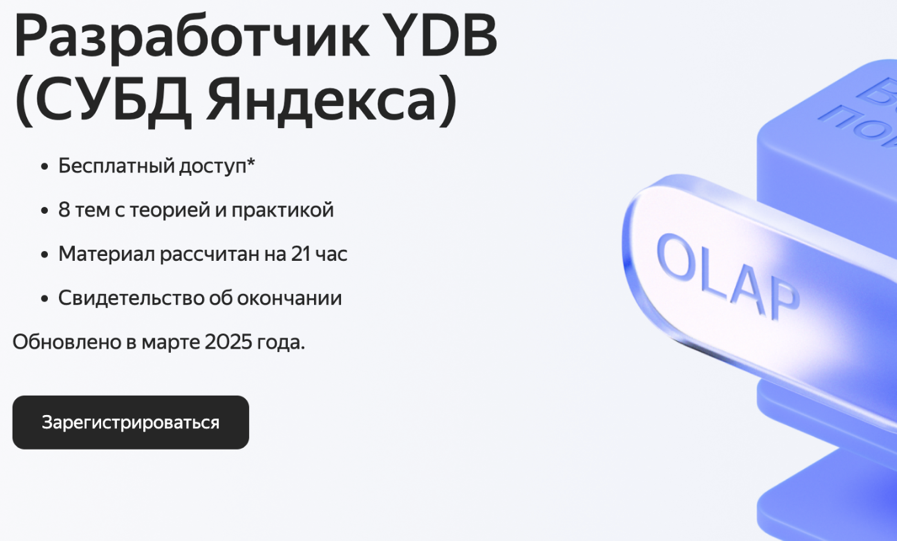 Разработчик YDB
(СУБД Яндекса)
• Бесплатный доступ*
• 8 тем с теорией и практикой
• Материал рассчитан на 21 час
• Свидетельство об окончании
Обновлено в марте 2025 года.
Зарегистрироваться
OLAP